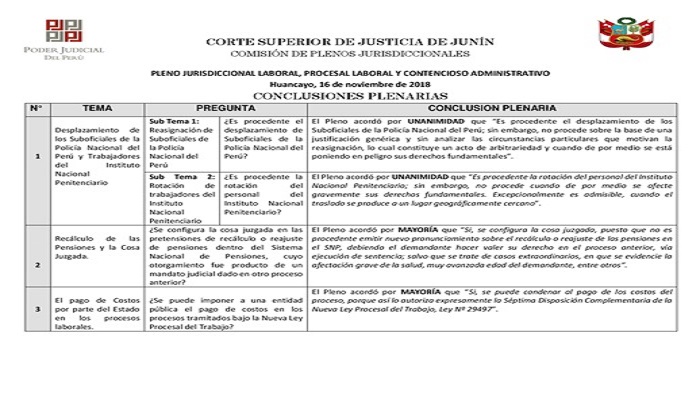 PODER JUDICIAL
DEL PERÚ
CORTE SUPERIOR DE JUSTICIA DE JUNÍN
COMISIÓN DE PLENOS JURISDICCIONALES
PLENO JURISDICCIONAL LABORAL, PROCESAL LABORAL Y CONTENCIOSO ADMINISTRATIVO
Huancayo, 16 de noviembre de 2018
CONCLUSIONES PLENARIAS
N° TEMA PREGUNTA CONCLUSION PLENARIA
1
Desplazamiento de
los Suboficiales de la
Policía Nacional del
Perú y Trabajadores
del Instituto
Nacional
Penitenciario
Sub Tema 1:
Reasignación de
Suboficiales de
la Policía
Nacional del
Perú
¿Es procedente el
desplazamiento de
Suboficiales de la
Policía Nacional del
Perú?
El Pleno acordó por UNANIMIDAD que “Es procedente el desplazamiento de los
Suboficiales de la Policía Nacional del Perú; sin embargo, no procede sobre la base de una
justificación genérica y sin analizar las circunstancias particulares que motivan la
reasignación, lo cual constituye un acto de arbitrariedad y cuando de por medio se está
poniendo en peligro sus derechos fundamentales”.
Sub Tema 2:
Rotación de
trabajadores del
Instituto
Nacional
Penitenciario
¿Es procedente la
rotación del
personal del
Instituto Nacional
Penitenciario?
El Pleno acordó por UNANIMIDAD que “Es procedente la rotación del personal del Instituto
Nacional Penitenciario; sin embargo, no procede cuando de por medio se afecte
gravemente sus derechos fundamentales. Excepcionalmente es admisible, cuando el
traslado se produce a un lugar geográficamente cercano”.
2
Recálculo de las
Pensiones y la Cosa
Juzgada.
¿Se configura la cosa juzgada en las
pretensiones de recálculo o reajuste
de pensiones dentro del Sistema
Nacional de Pensiones, cuyo
otorgamiento fue producto de un
mandato judicial dado en otro proceso
anterior?
El Pleno acordó por MAYORÍA que “Si, se configura la cosa juzgada, puesto que no es
procedente emitir nuevo pronunciamiento sobre el recálculo o reajuste de las pensiones en
el SNP, debiendo el demandante hacer valer su derecho en el proceso anterior, vía
ejecución de sentencia; salvo que se trate de casos extraordinarios, en que se evidencie la
afectación grave de la salud, muy avanzada edad del demandante, entre otros”.
3
El pago de Costos
por parte del Estado
en los procesos
laborales.
¿Se puede imponer a una entidad
pública el pago de costos en los
procesos tramitados bajo la Nueva Ley
Procesal del Trabajo?
El Pleno acordó por MAYORÍA que “Si, se puede condenar al pago de los costos del
proceso, porque así lo autoriza expresamente la Séptima Disposición Complementaria de la
Nueva Ley Procesal del Trabajo, Ley Nº 29497”.